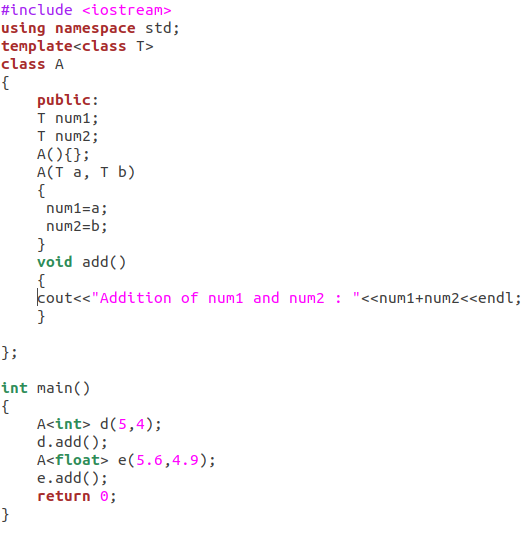 #include <iostream>
using namespace std;
template<class T>
class A
{
    public:
    T num1;
    T num2;
    A(){};
    A(T a, T b)
    {
     num1=a;
     num2=b;
    }
    void add()
    {
    cout<<"Addition of num1 and num2 : "<<num1+num2<<endl;
    }

};

int main()
{
    A<int> d(5,4);
    d.add();
    A<float> e(5.6,4.9);
    e.add();
    return 0;
}